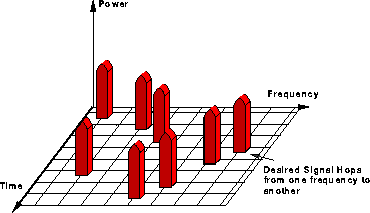 Power
Frequency
Desired Signal Hops
from one frequency to
another
Time